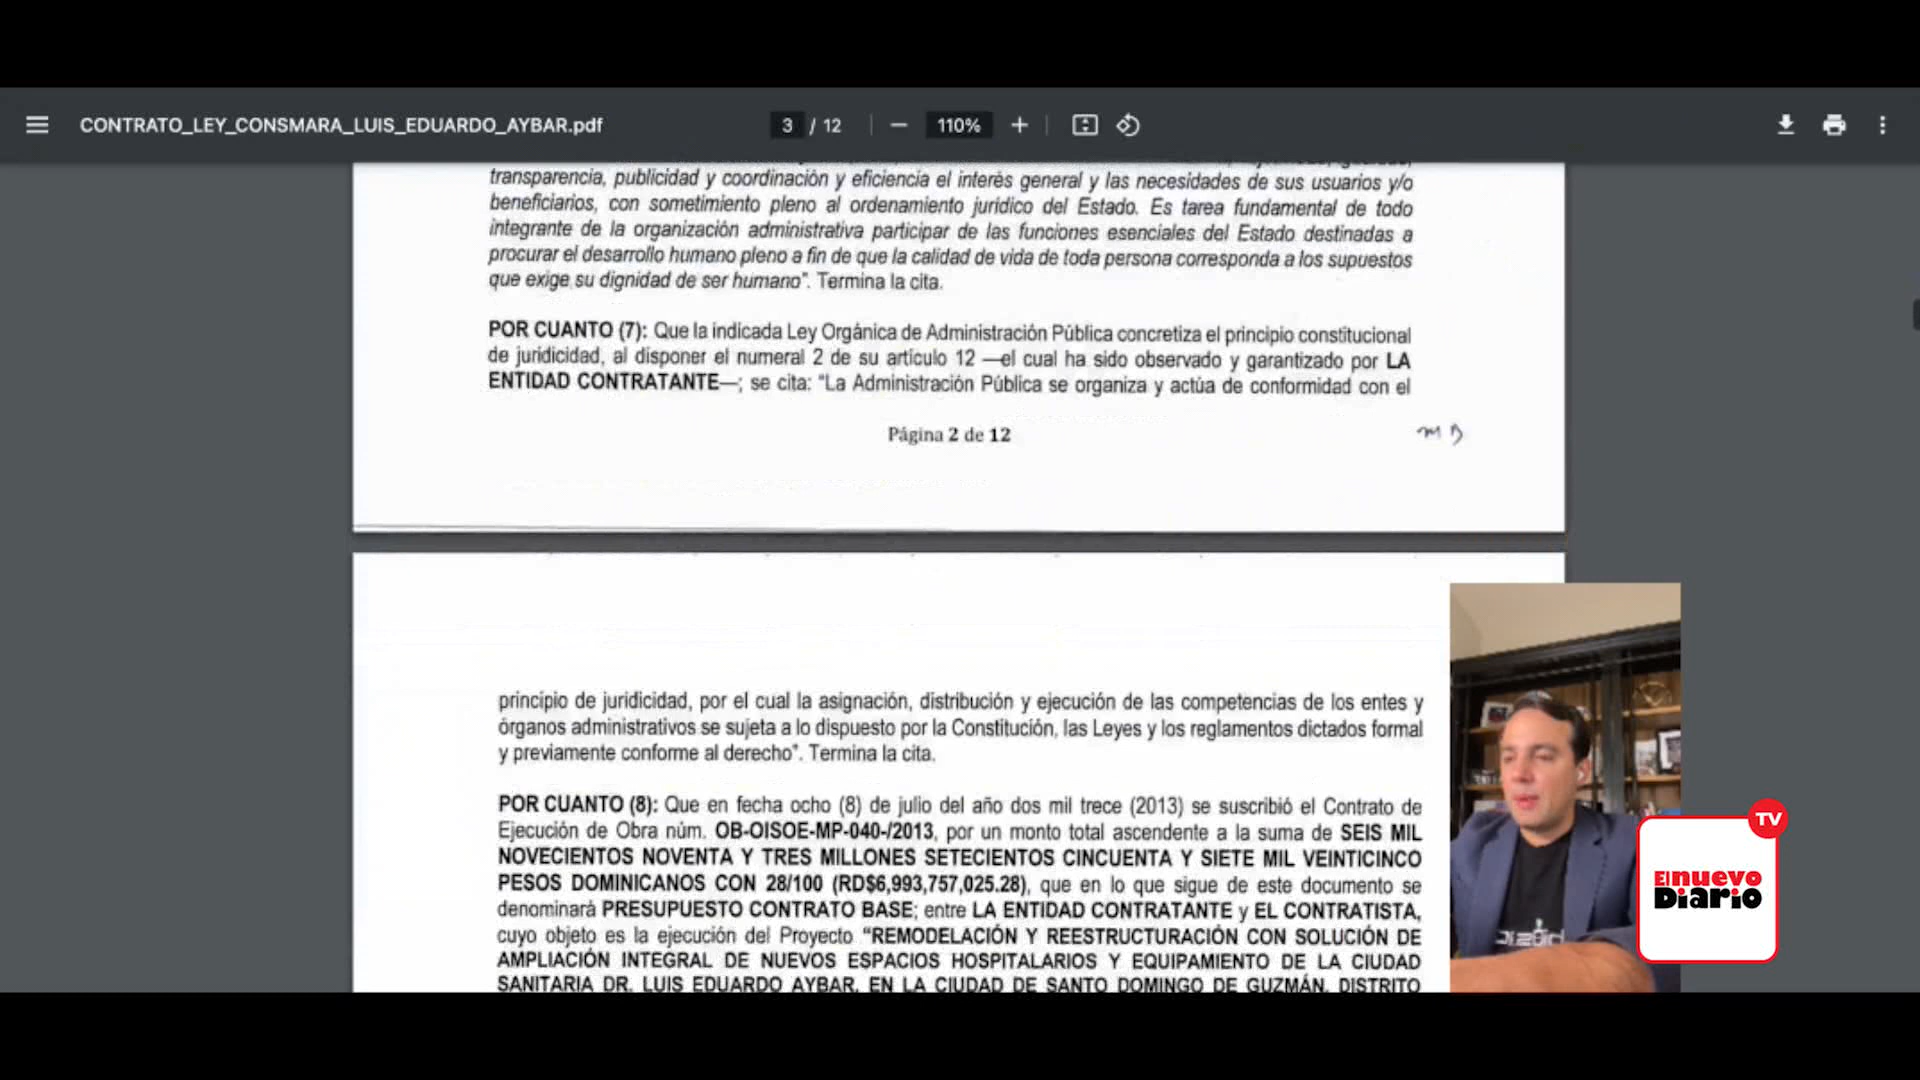 CONTRATO_LEY_CONSMARA_LUIS_EDUARDO_AYBAR.pdf
3 / 12
110%
transparencia, publicidad y coordinación y eficiencia el interés general y las necesidades de sus usuarios y/o
beneficiarios, con sometimiento pleno al ordenamiento jurídico del Estado. Es tarea fundamental de todo
integrante de la organización administrativa participar de las funciones esenciales del Estado destinadas a
procurar el desarrollo humano pleno a fin de que la calidad de vida de toda persona corresponda a los supuestos
que exige su dignidad de ser humano". Termina la cita.
POR CUANTO (7): Que la indicada Ley Orgánica de Administración Pública concretiza el principio constitucional
de juridicidad, al disponer el numeral 2 de su artículo 12 —el cual ha sido observado y garantizado por LA
ENTIDAD CONTRATANTE—; se cita: "La Administración Pública se organiza y actúa de conformidad con el
Página 2 de 12
principio de juridicidad, por el cual la asignación, distribución y ejecución de las competencias de los entes y
órganos administrativos se sujeta a lo dispuesto por la Constitución, las Leyes y los reglamentos dictados formal
y previamente conforme al derecho". Termina la cita.
POR CUANTO (8): Que en fecha ocho (8) de julio del año dos mil trece (2013) se suscribió el Contrato de
Ejecución de Obra núm. OB-OISOE-MP-040-/2013, por un monto total ascendente a la suma de SEIS MIL
NOVECIENTOS NOVENTA Y TRES MILLONES SETECIENTOS CINCUENTA Y SIETE MIL VEINTICINCO
PESOS DOMINICANOS CON 28/100 (RD$6,993,757,025.28), que en lo que sigue de este documento se
denominará PRESUPUESTO CONTRATO BASE; entre LA ENTIDAD CONTRATANTE y EL CONTRATISTA,
cuyo objeto es la ejecución del Proyecto "REMODELACIÓN Y REESTRUCTURACIÓN CON SOLUCIÓN DE
AMPLIACIÓN INTEGRAL DE NUEVOS ESPACIOS HOSPITALARIOS Y EQUIPAMIENTO DE LA CIUDAD
SANITARIA DR. LUIS EDUARDO AYBAR, EN LA CIUDAD DE SANTO DOMINGO DE GUZMÁN, DISTRITO
TV
El nuevo
Diario